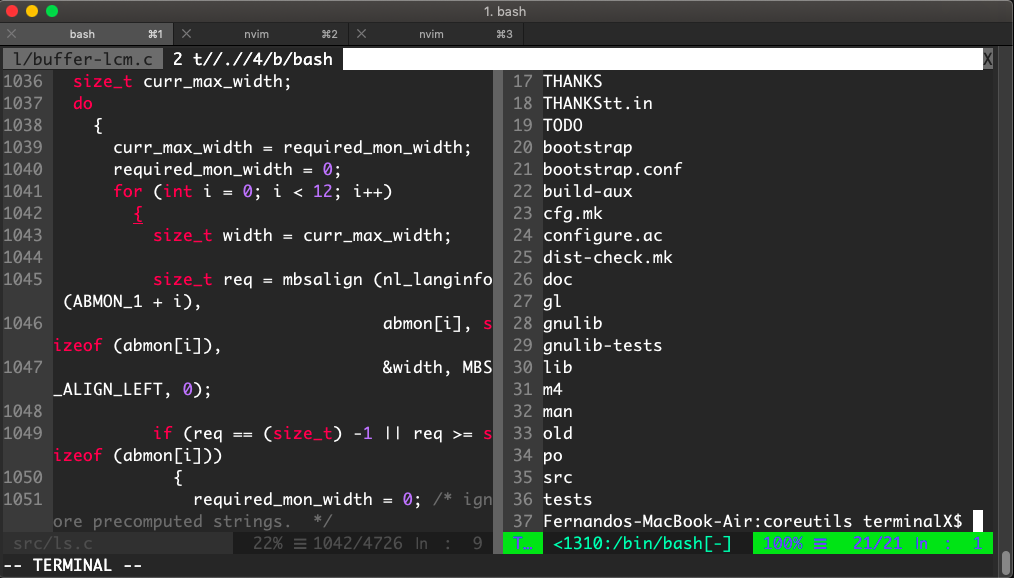 1. bash
bash ⌘1 nvim ⌘2 nvim ⌘3
l/buffer-lcm.c 2 t//.//4/b/bash X
1036 size_t curr_max_width;
1037 do
1038 {
1039 curr_max_width = required_mon_width;
1040 required_mon_width = 0;
1041 for (int i = 0; i < 12; i++)
1042 {
1043 size_t width = curr_max_width;
1044
1045 size_t req = mbsalign (nl_langinfo
(ABMON_1 + i),
1046 abmon[i], s
izeof (abmon[i]),
1047 &width, MBS
_ALIGN_LEFT, 0);
1048
1049 if (req == (size_t) -1 || req >= s
izeof (abmon[i]))
1050 {
1051 required_mon_width = 0; /* ign
ore precomputed strings.  */
src/ls.c 22% ☰ 1042/4726 ln : 9
17 THANKS
18 THANKStt.in
19 TODO
20 bootstrap
21 bootstrap.conf
22 build-aux
23 cfg.mk
24 configure.ac
25 dist-check.mk
26 doc
27 gl
28 gnulib
29 gnulib-tests
30 lib
31 m4
32 man
33 old
34 po
35 src
36 tests
37 Fernandos-MacBook-Air:coreutils terminalX$
T… <1310:/bin/bash[-] 100% ☰ 21/21 ln : 1
-- TERMINAL --